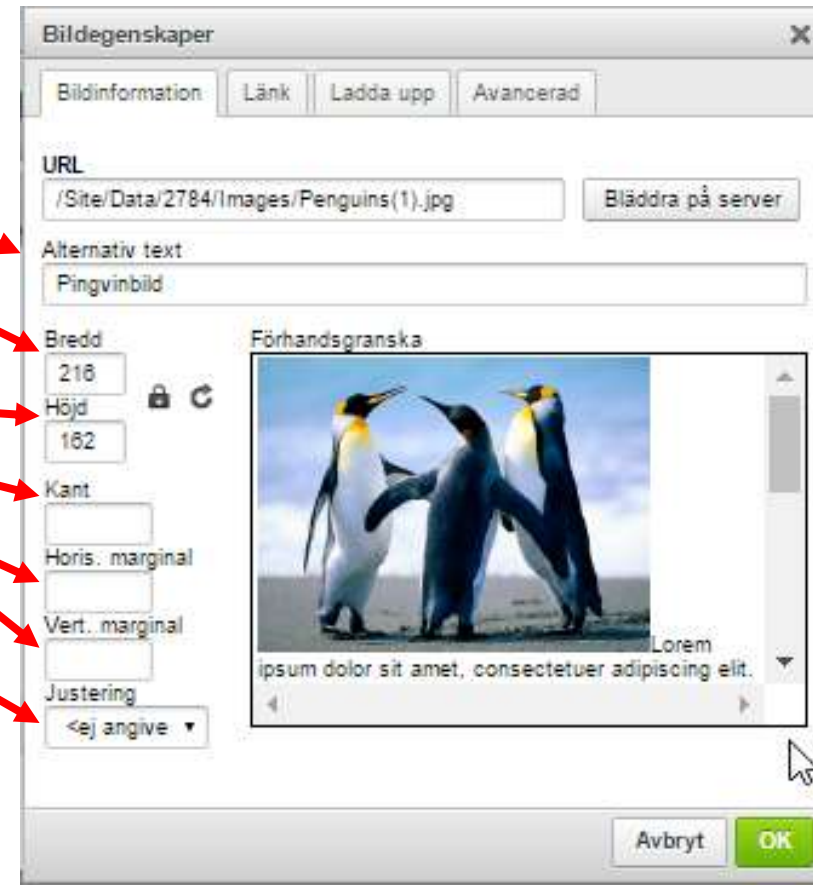 Bildegenskaper
Bildinformation Länk Ladda upp Avancerad
URL
/Site/Data/2784/Images/Penguins(1).jpg Bläddra på server
Alternativ text
Pingvinbild
Bredd Förhandsgranska
216
Höjd
162
Kant
Horis. marginal
Vert. marginal
Lorem
ipsum dolor sit amet, consectetuer adipiscing elit.
Justering
<ej angive
Avbryt OK